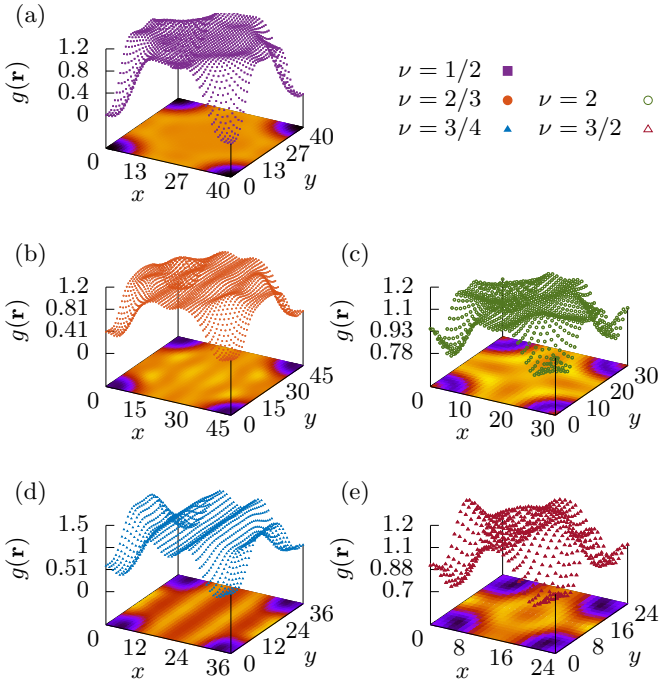 (a)
g(r)
1.2
0.8
0.4
0
0
13
27
40
x
0
13
27
40
y
ν = 1/2
ν = 2/3
ν = 2
ν = 3/4
ν = 3/2
(b)
g(r)
1.2
0.81
0.41
0
0
15
30
45
x
0
15
30
45
y
(c)
g(r)
1.2
1.1
0.93
0.78
0
10
20
30
x
0
10
20
30
y
(d)
g(r)
1.5
1
0.51
0
0
12
24
36
x
0
12
24
36
y
(e)
g(r)
1.2
1.1
0.88
0.7
0
8
16
24
x
0
8
16
24
y